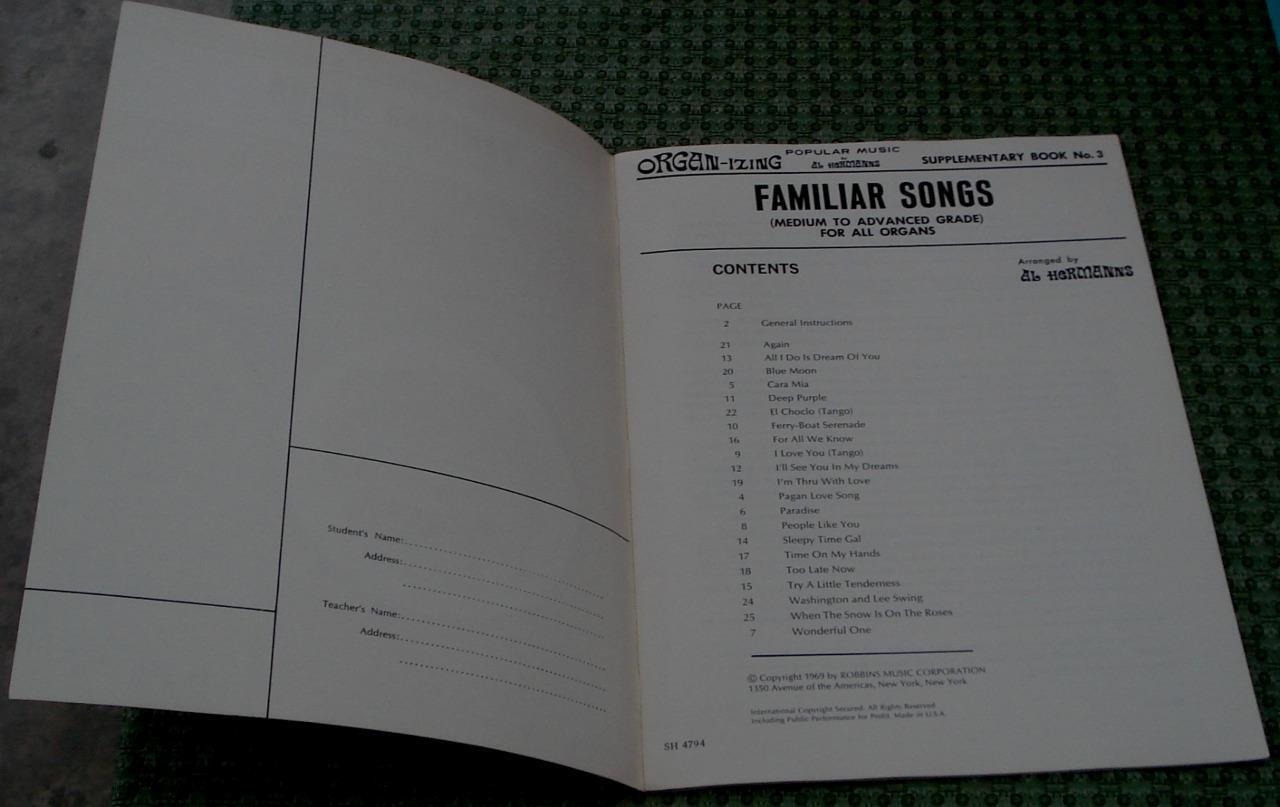 Student's Name:
Address:
Teacher's Name:
Address:
ORGAN-IZING POPULAR MUSIC by AL HERMANNS SUPPLEMENTARY BOOK No. 3
FAMILIAR SONGS
(MEDIUM TO ADVANCED GRADE)
FOR ALL ORGANS
CONTENTS
Arranged by
AL HERMANNS
PAGE
2 General Instructions
21 Again
13 All I Do Is Dream Of You
20 Blue Moon
5 Cara Mia
11 Deep Purple
22 El Choclo (Tango)
10 Ferry-Boat Serenade
16 For All We Know
9 I Love You (Tango)
12 I'll See You In My Dreams
19 I'm Thru With Love
4 Pagan Love Song
6 Paradise
8 People Like You
14 Sleepy Time Gal
17 Time On My Hands
18 Too Late Now
15 Try A Little Tenderness
24 Washington and Lee Swing
25 When The Snow Is On The Roses
7 Wonderful One
© Copyright 1969 by ROBBINS MUSIC CORPORATION
1350 Avenue of the Americas, New York, New York
International Copyright Secured. All Rights Reserved
Including Public Performance for Profit. Made in U.S.A.
SH 4794